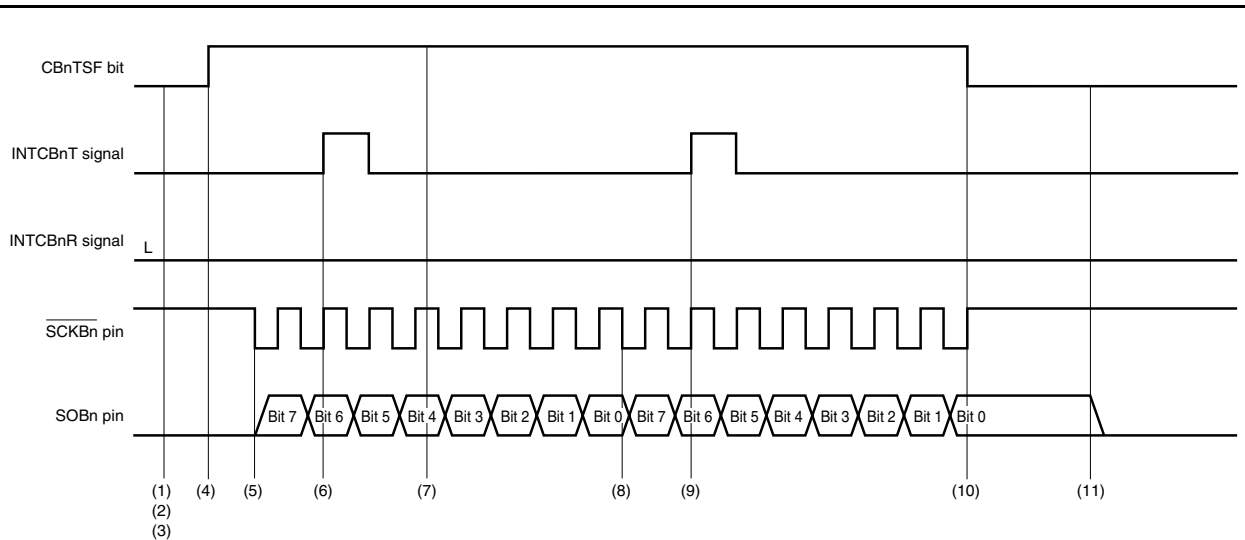 CBnTSF bit
INTCBnT signal
INTCBnR signal
L
SCKBn pin
SOBn pin
Bit 7 Bit 6 Bit 5 Bit 4 Bit 3 Bit 2 Bit 1 Bit 0 Bit 7 Bit 6 Bit 5 Bit 4 Bit 3 Bit 2 Bit 1 Bit 0
(1) (4) (5) (6) (7) (8) (9) (10) (11)
(2)
(3)